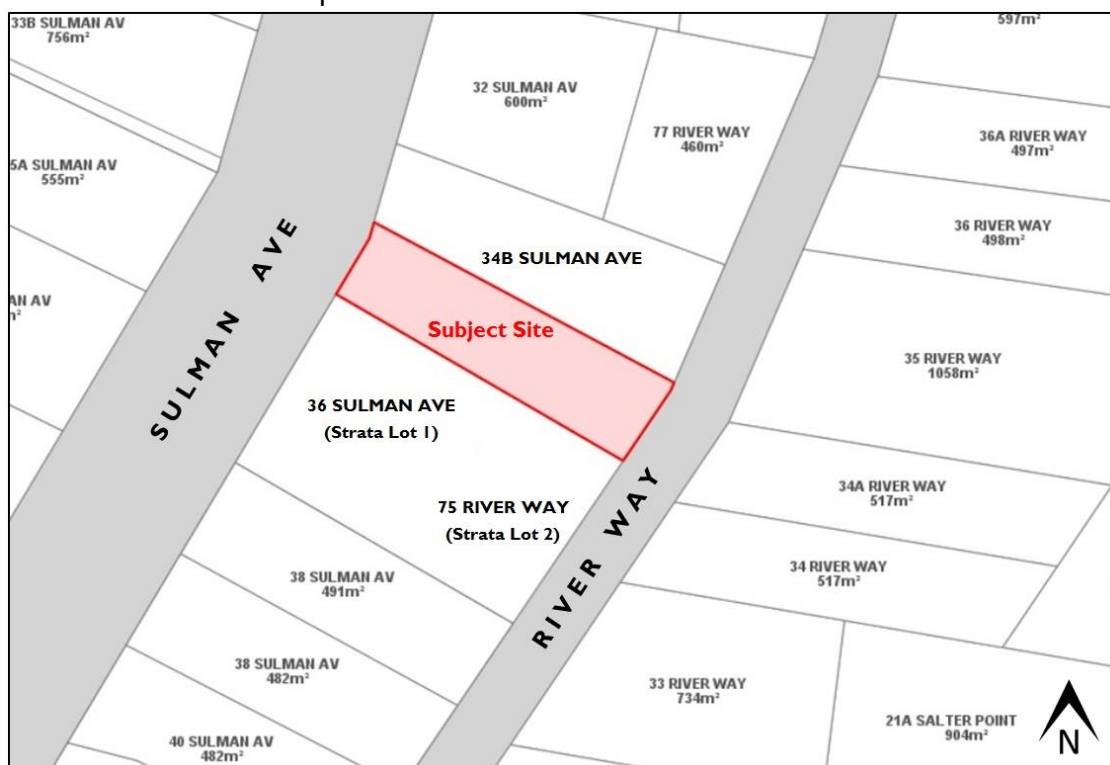 33B SULMAN AV
756m²
597m²
32 SULMAN AV
600m²
77 RIVER WAY
460m²
36A RIVER WAY
497m²
5A SULMAN AV
555m²
36 RIVER WAY
498m²
34B SULMAN AVE
SULMAN AVE
AN AV
Subject Site
35 RIVER WAY
1058m²
36 SULMAN AVE
(Strata Lot 1)
34A RIVER WAY
517m²
75 RIVER WAY
(Strata Lot 2)
RIVER WAY
34 RIVER WAY
517m²
38 SULMAN AV
491m²
38 SULMAN AV
482m²
33 RIVER WAY
734m²
21A SALTER POINT
904m²
40 SULMAN AV
482m²
N